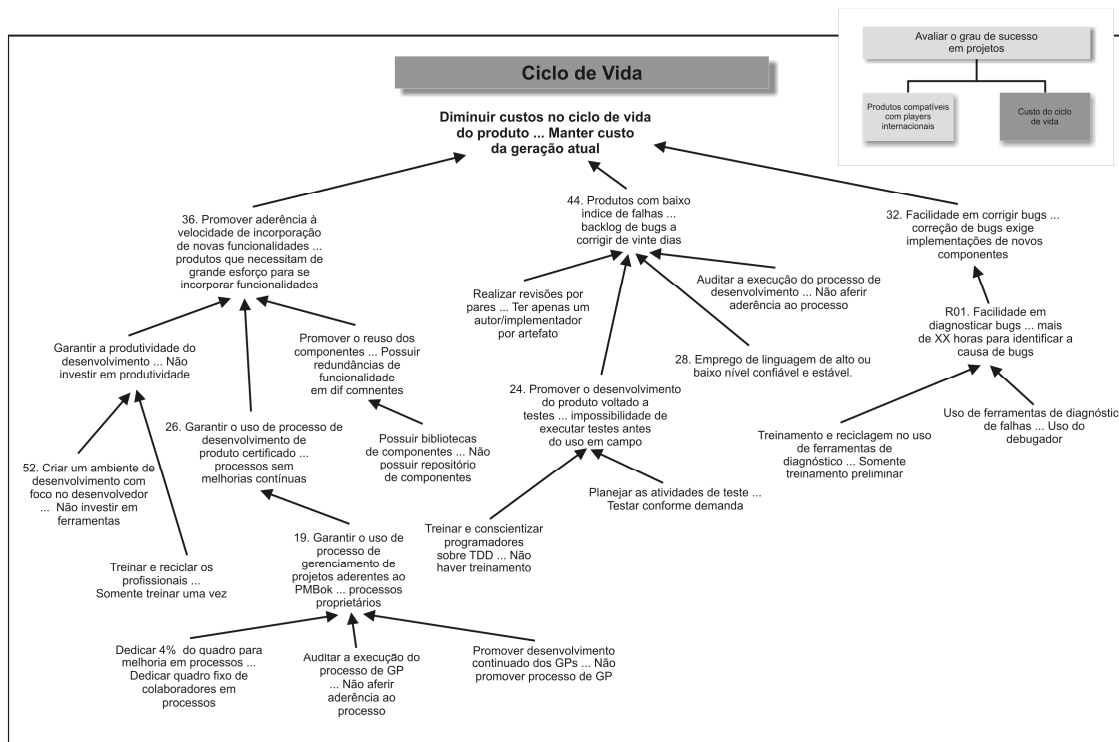 Avaliar o grau de sucesso
em projetos
Produtos compatíveis
com players
internacionais
Custo do ciclo
de vida
Ciclo de Vida
Diminuir custos no ciclo de vida
do produto ... Manter custo
da geração atual
36. Promover aderência à
velocidade de incorporação
de novas funcionalidades ...
produtos que necessitam de
grande esforço para se
incorporar funcionalidades
44. Produtos com baixo
indice de falhas ...
backlog de bugs a
corrigir de vinte dias
32. Facilidade em corrigir bugs ...
correção de bugs exige
implementações de novos
componentes
Realizar revisões por
pares ... Ter apenas um
autor/implementador
por artefato
Auditar a execução do processo de
desenvolvimento ... Não aferir
aderência ao processo
R01. Facilidade em
diagnosticar bugs ... mais
de XX horas para identificar a
causa de bugs
Garantir a produtividade do
desenvolvimento ... Não
investir em produtividade
Promover o reuso dos
componentes ... Possuir
redundâncias de
funcionalidade
em dif comnentes
28. Emprego de linguagem de alto ou
baixo nível confiável e estável.
24. Promover o desenvolvimento
do produto voltado a
testes ... impossibilidade de
executar testes antes
do uso em campo
26. Garantir o uso de processo de
desenvolvimento de
produto certificado ...
processos sem
melhorias contínuas
Possuir bibliotecas
de componentes ... Não
possuir repositório
de componentes
Treinamento e reciclagem no uso
de ferramentas de
diagnóstico ... Somente
treinamento preliminar
Uso de ferramentas de diagnóstic
de falhas ... Uso do
debugador
52. Criar um ambiente de
desenvolvimento com
foco no desenvolvedor
... Não investir em
ferramentas
Planejar as atividades de teste ...
Testar conforme demanda
Treinar e conscientizar
programadores
sobre TDD ... Não
haver treinamento
19. Garantir o uso de
processo de
gerenciamento de
projetos aderentes ao
PMBok ... processos
proprietários
Treinar e reciclar os
profissionais ...
Somente treinar uma vez
Dedicar 4% do quadro para
melhoria em processos ...
Dedicar quadro fixo de
colaboradores em
processos
Auditar a execução do
processo de GP
... Não aferir
aderência ao
processo
Promover desenvolvimento
continuado dos GPs ... Não
promover processo de GP